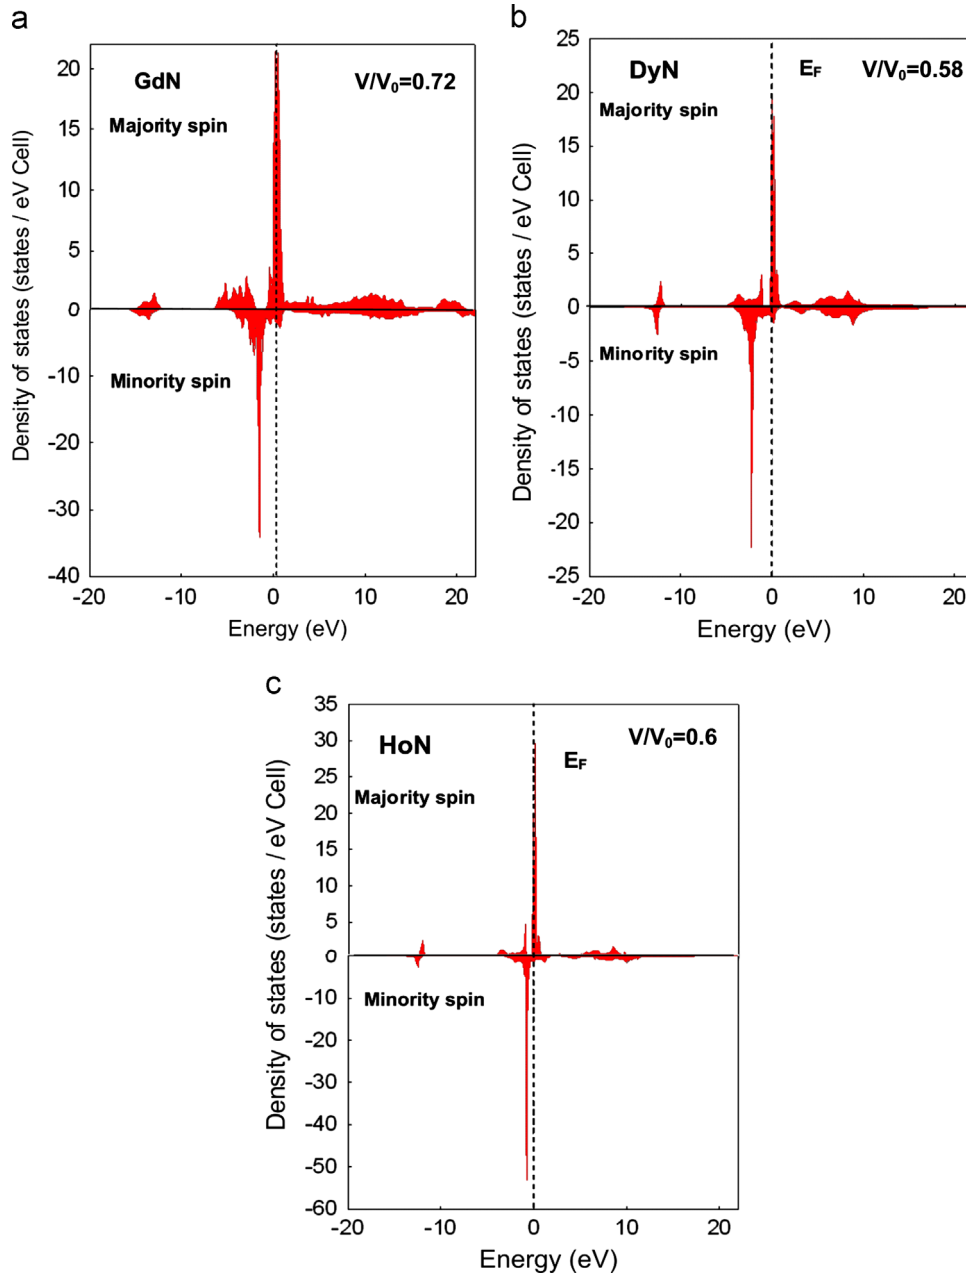 a
GdN
V/V0=0.72
Majority spin
Minority spin
Density of states (states / eV Cell)
20
15
10
5
0
-10
-20
-30
-40
-20
-10
0
10
20
Energy (eV)
b
DyN
EF
V/V0=0.58
Majority spin
Minority spin
Density of states (states / eV Cell)
25
20
15
10
5
0
-5
-10
-15
-20
-25
-20
-10
0
10
20
Energy (eV)
c
HoN
V/V0=0.6
EF
Majority spin
Minority spin
Density of states (states / eV Cell)
35
30
25
20
15
10
5
0
-10
-20
-30
-40
-50
-60
-20
-10
0
10
20
Energy (eV)